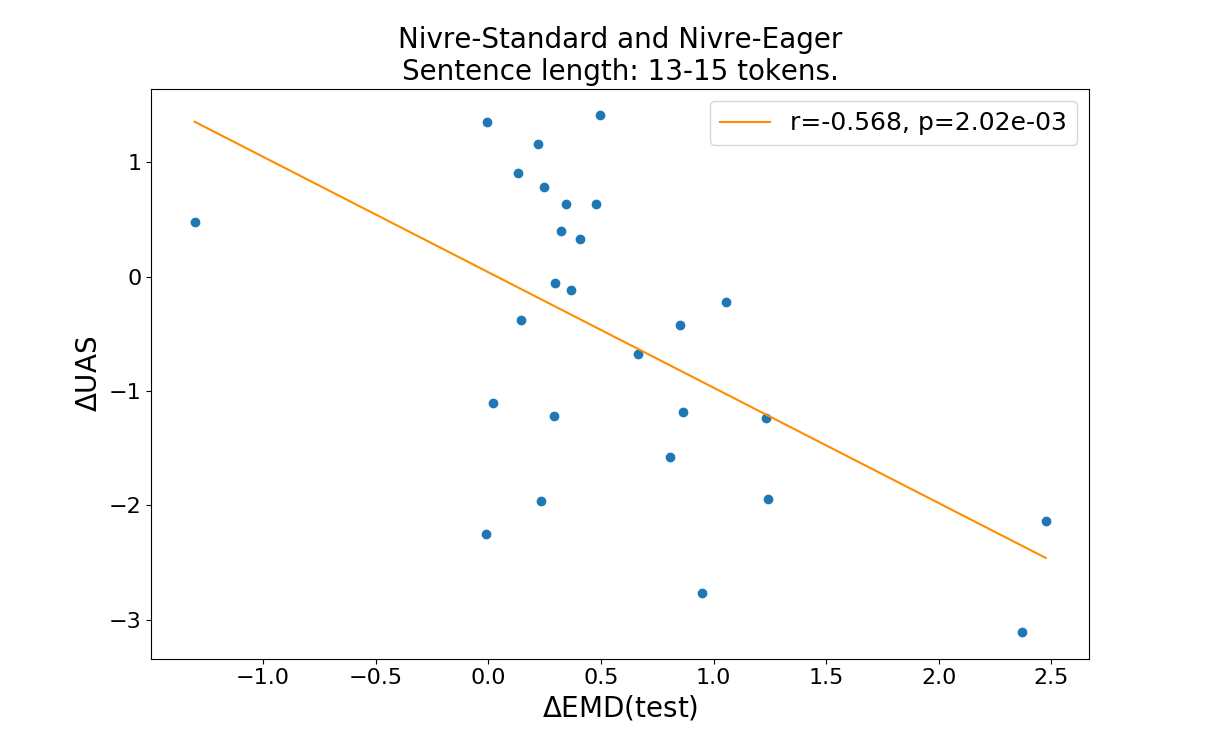 Nivre-Standard and Nivre-Eager
Sentence length: 13-15 tokens.
r=-0.568, p=2.02e-03
1
0
−1
−2
−3
ΔUAS
−1.0 −0.5 0.0 0.5 1.0 1.5 2.0 2.5
ΔEMD(test)